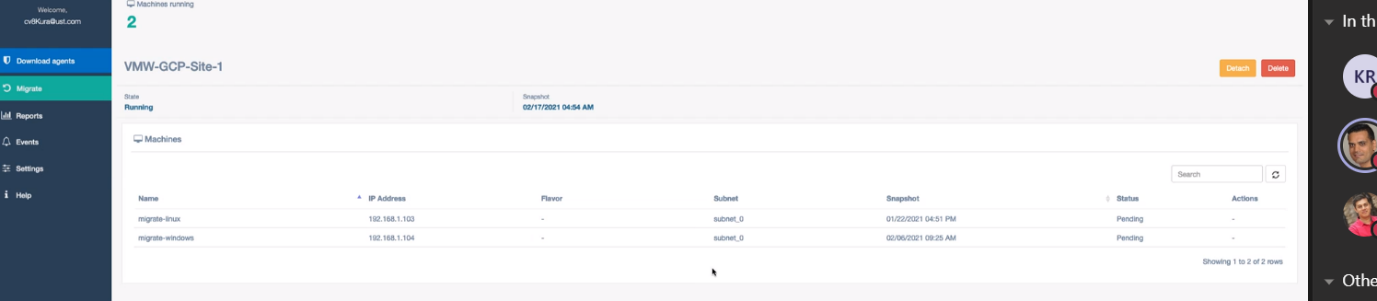 Welcome,
cv8Kura@ust.com
Download agents
Migrate
Reports
Events
Settings
Help
Machines running
2
VMW-GCP-Site-1
Detach Delete
State
Running
Snapshot
02/17/2021 04:54 AM
Machines
Search
Name IP Address Flavor Subnet Snapshot Status Actions
migrate-linux 192.168.1.103 - subnet_0 01/22/2021 04:51 PM Pending -
migrate-windows 192.168.1.104 - subnet_0 02/06/2021 09:25 AM Pending -
Showing 1 to 2 of 2 rows
In th
KR
Othe